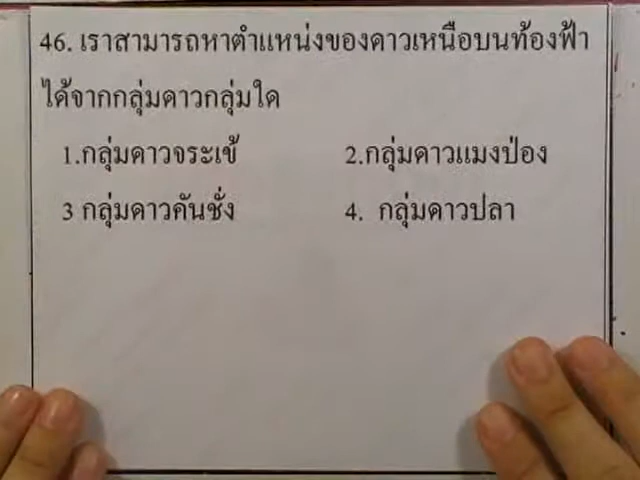 46. เราสามารถหาตำแหน่งของดาวเหนือบนท้องฟ้า
ได้จากกลุ่มดาวกลุ่มใด
1.กลุ่มดาวจระเข้ 2.กลุ่มดาวแมงป่อง
3 กลุ่มดาวคันชั่ง 4. กลุ่มดาวปลา